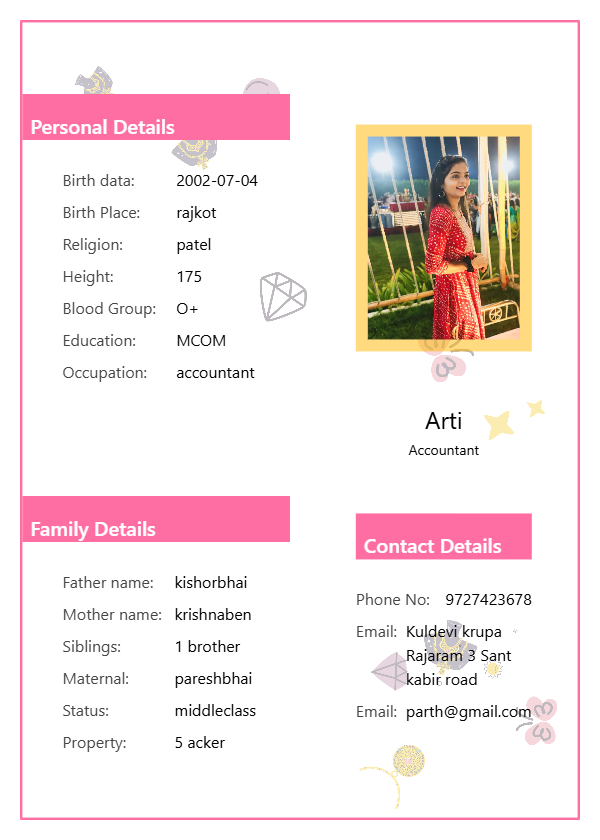 Personal Details
Birth data: 2002-07-04
Birth Place: rajkot
Religion: patel
Height: 175
Blood Group: O+
Education: MCOM
Occupation: accountant
Arti
Accountant
Family Details
Father name: kishorbhai
Mother name: krishnaben
Siblings: 1 brother
Maternal: pareshbhai
Status: middleclass
Property: 5 acker
Contact Details
Phone No: 9727423678
Email: Kuldevi krupa
Rajaram 3 Sant
kabir road
Email: parth@gmail.com